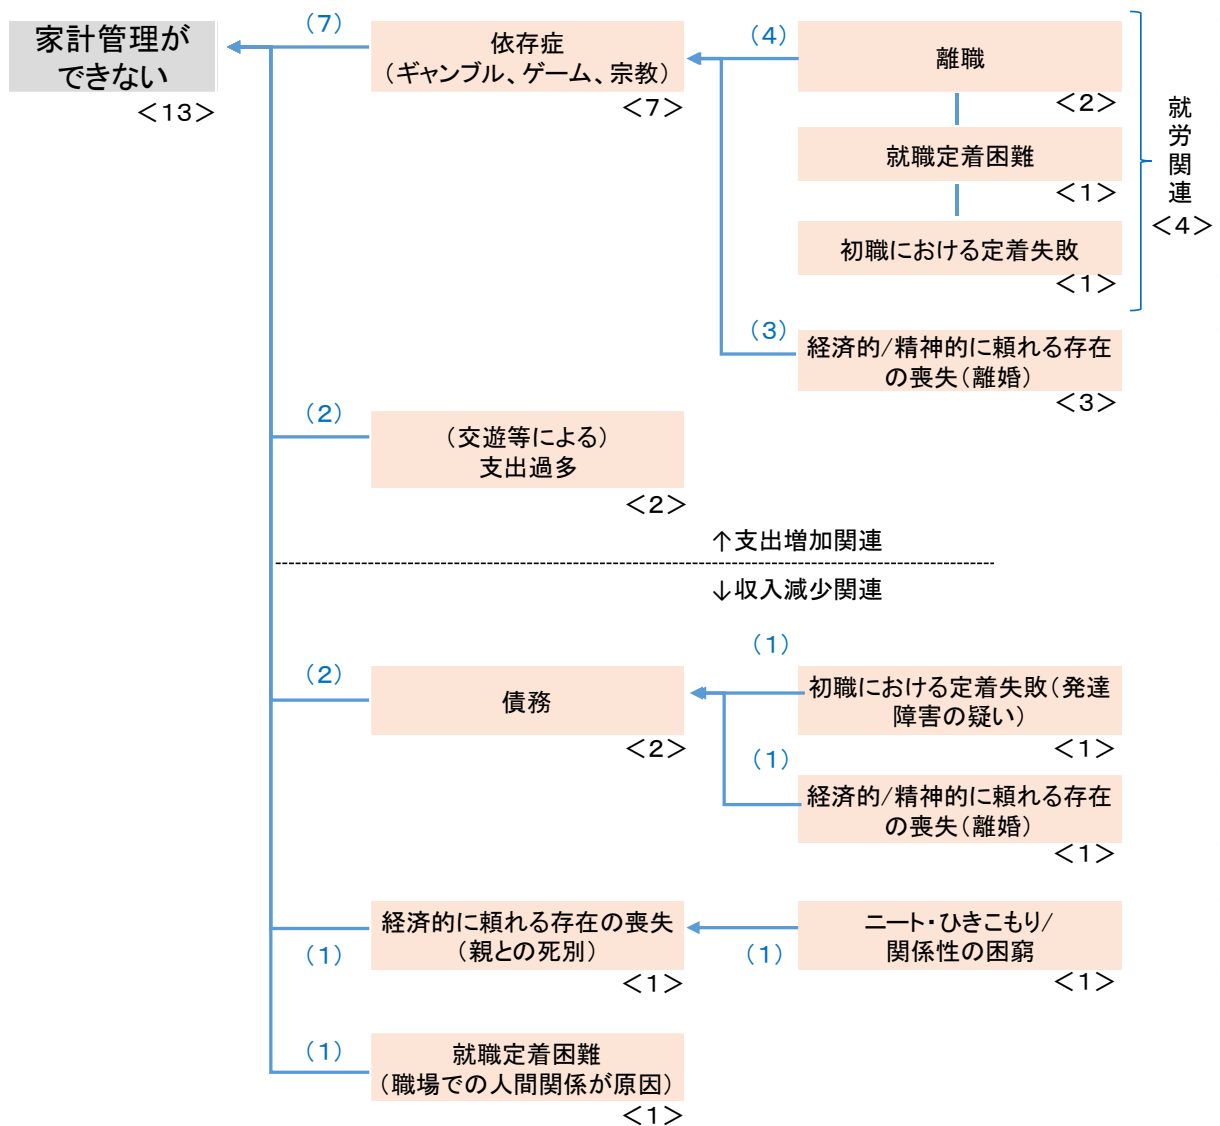 家計管理が
できない
＜13＞
（7）
依存症
（ギャンブル、ゲーム、宗教）
＜7＞
（4）
離職
＜2＞
就職定着困難
＜1＞
初職における定着失敗
＜1＞
就労関連
＜4＞
（3）
経済的/精神的に頼れる存在
の喪失（離婚）
＜3＞
（2）
（交遊等による）
支出過多
＜2＞
↑支出増加関連
↓収入減少関連
（2）
債務
＜2＞
（1）
初職における定着失敗（発達
障害の疑い）
＜1＞
（1）
経済的/精神的に頼れる存在
の喪失（離婚）
＜1＞
（1）
経済的に頼れる存在の喪失
（親との死別）
＜1＞
（1）
ニート・ひきこもり/
関係性の困窮
＜1＞
（1）
就職定着困難
（職場での人間関係が原因）
＜1＞